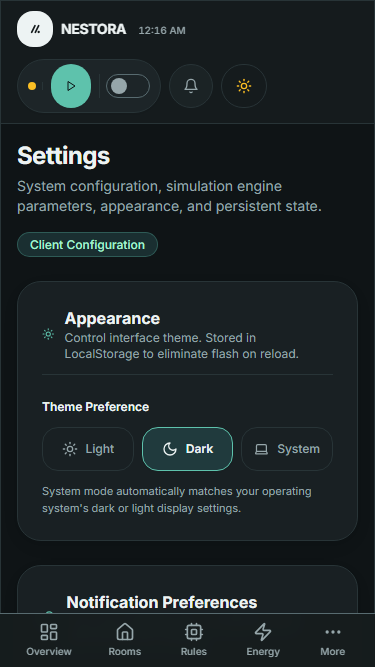 NESTORA 12:16 AM
Settings
System configuration, simulation engine
parameters, appearance, and persistent state.
Client Configuration
Appearance
Control interface theme. Stored in
LocalStorage to eliminate flash on reload.
Theme Preference
Light Dark System
System mode automatically matches your operating
system's dark or light display settings.
Notification Preferences
Overview Rooms Rules Energy More